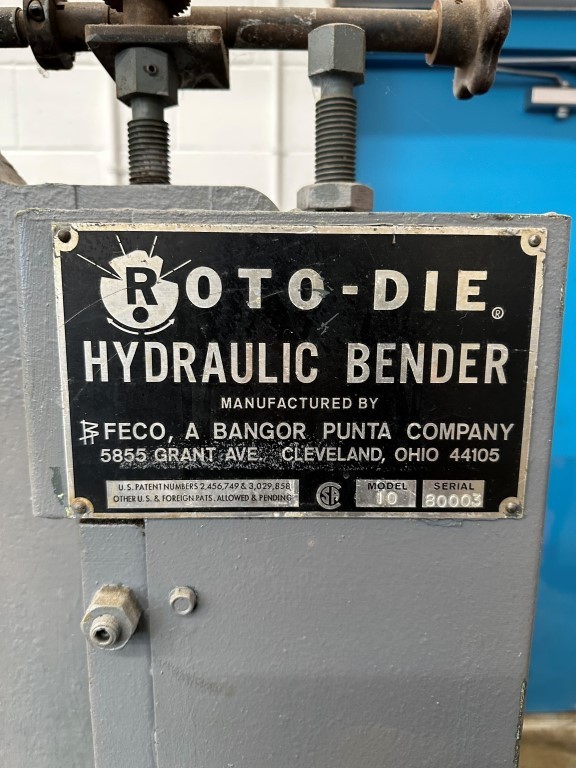 ROTO-DIE®
HYDRAULIC BENDER
MANUFACTURED BY
FECO, A BANGOR PUNTA COMPANY
5855 GRANT AVE. CLEVELAND, OHIO 44105
U.S. PATENT NUMBERS 2,456,749 & 3,029,858
OTHER U.S. & FOREIGN PATS. ALLOWED & PENDING
SA
MODEL
10
SERIAL
80003